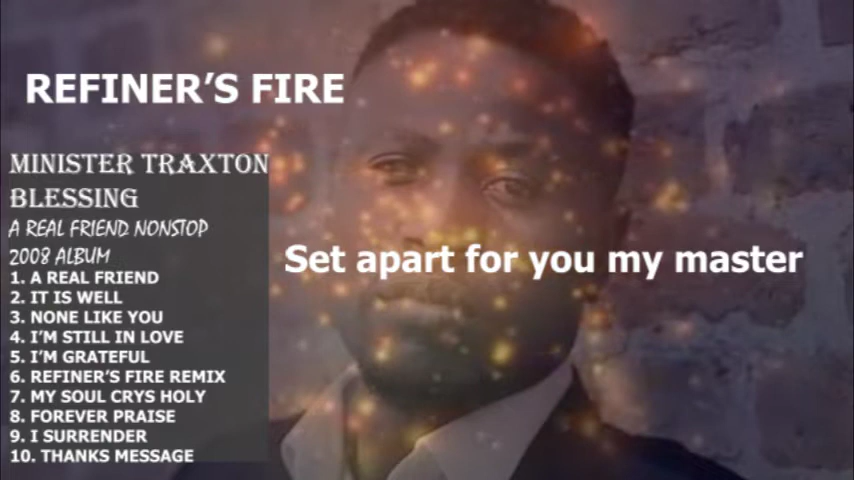 REFINER'S FIRE
MINISTER TRAXTON
BLESSING
A REAL FRIEND NONSTOP
2008 ALBUM
1. A REAL FRIEND
2. IT IS WELL
3. NONE LIKE YOU
4. I'M STILL IN LOVE
5. I'M GRATEFUL
6. REFINER'S FIRE REMIX
7. MY SOUL CRYS HOLY
8. FOREVER PRAISE
9. I SURRENDER
10. THANKS MESSAGE
Set apart for you my master